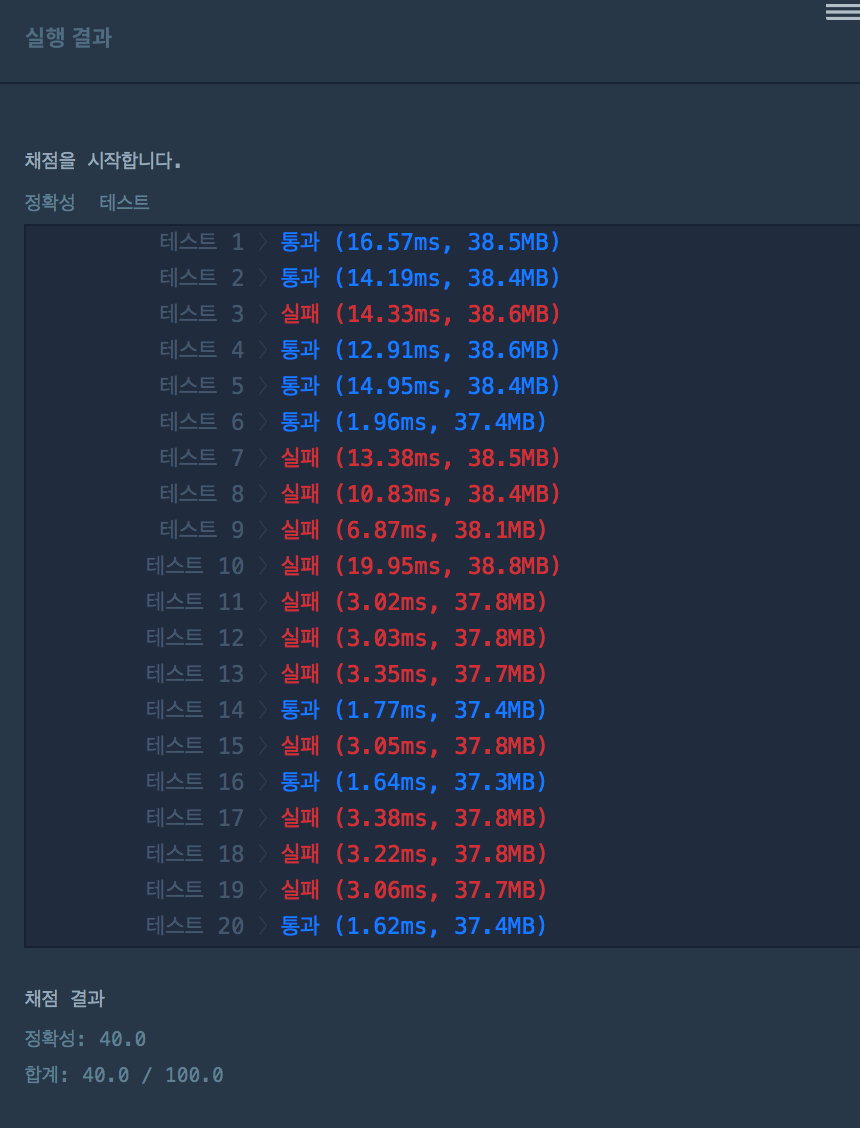 실행 결과
채점을 시작합니다.
정확성 테스트
테스트 1 〉 통과 (16.57ms, 38.5MB)
테스트 2 〉 통과 (14.19ms, 38.4MB)
테스트 3 〉 실패 (14.33ms, 38.6MB)
테스트 4 〉 통과 (12.91ms, 38.6MB)
테스트 5 〉 통과 (14.95ms, 38.4MB)
테스트 6 〉 통과 (1.96ms, 37.4MB)
테스트 7 〉 실패 (13.38ms, 38.5MB)
테스트 8 〉 실패 (10.83ms, 38.4MB)
테스트 9 〉 실패 (6.87ms, 38.1MB)
테스트 10 〉 실패 (19.95ms, 38.8MB)
테스트 11 〉 실패 (3.02ms, 37.8MB)
테스트 12 〉 실패 (3.03ms, 37.8MB)
테스트 13 〉 실패 (3.35ms, 37.7MB)
테스트 14 〉 통과 (1.77ms, 37.4MB)
테스트 15 〉 실패 (3.05ms, 37.8MB)
테스트 16 〉 통과 (1.64ms, 37.3MB)
테스트 17 〉 실패 (3.38ms, 37.8MB)
테스트 18 〉 실패 (3.22ms, 37.8MB)
테스트 19 〉 실패 (3.06ms, 37.7MB)
테스트 20 〉 통과 (1.62ms, 37.4MB)
채점 결과
정확성: 40.0
합계: 40.0 / 100.0